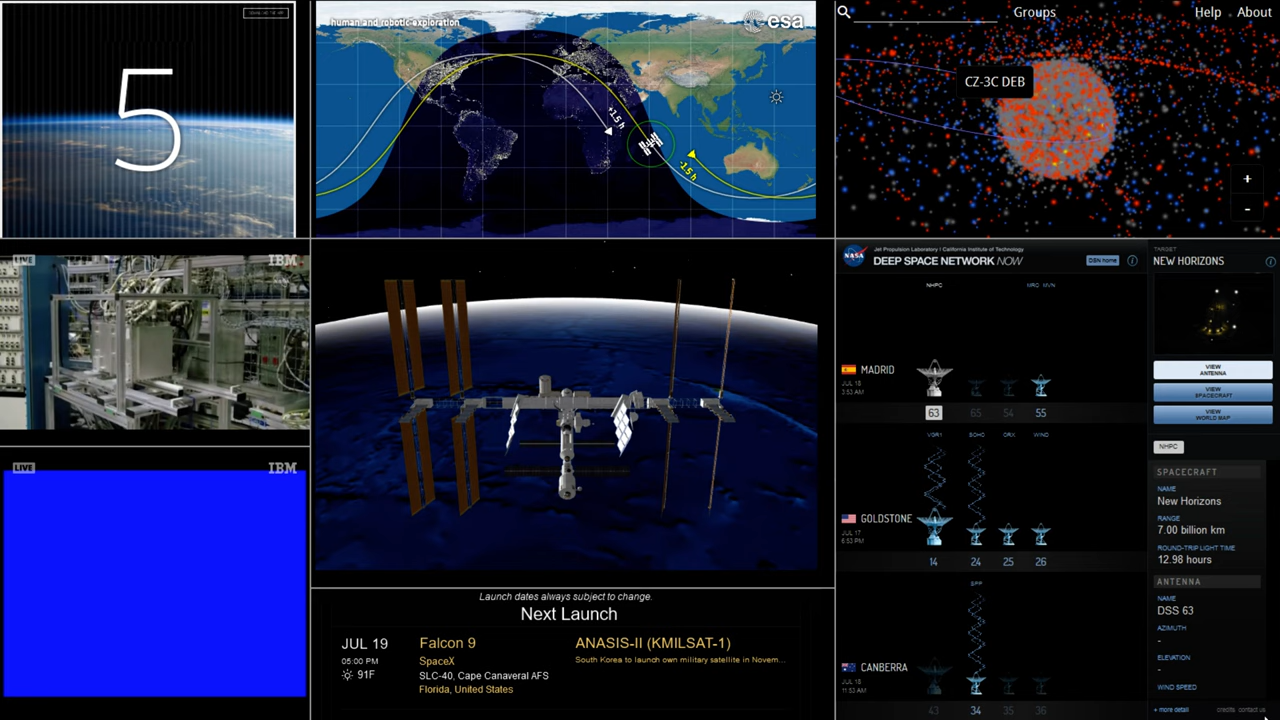 5
human and robotic exploration
esa
+1.5 h
-1.5 h
Groups
Help
About
CZ-3C DEB
+
-
LIVE
IBM
LIVE
IBM
NASA
Jet Propulsion Laboratory | California Institute of Technology
DEEP SPACE NETWORK NOW
DSN home
i
NHPC
MRO MVN
MADRID
JUL 18
3:53 AM
63
65
54
55
VGR1
SOHO
CRX
WIND
GOLDSTONE
JUL 17
6:53 PM
14
24
25
26
SPP
CANBERRA
JUL 18
11:53 AM
43
34
35
36
TARGET
NEW HORIZONS
i
VIEW
ANTENNA
VIEW
SPACECRAFT
VIEW
WORLD MAP
NHPC
SPACECRAFT
NAME
New Horizons
RANGE
7.00 billion km
ROUND-TRIP LIGHT TIME
12.98 hours
ANTENNA
NAME
DSS 63
AZIMUTH
-
ELEVATION
-
WIND SPEED
+ more detail
credits contact us
Launch dates always subject to change.
Next Launch
JUL 19
05:00 PM
91F
Falcon 9
SpaceX
SLC-40, Cape Canaveral AFS
Florida, United States
ANASIS-II (KMILSAT-1)
South Korea to launch own military satellite in Novem...